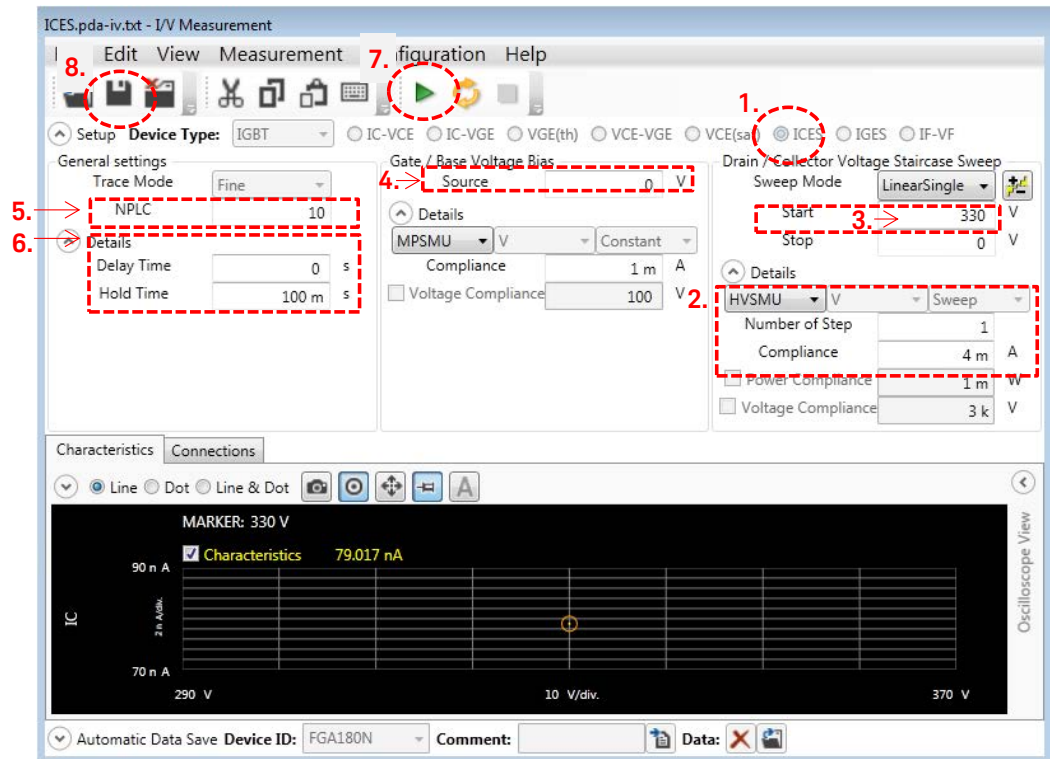 ICES.pda-iv.txt - I/V Measurement
Edit View Measurement figuration Help
8.
7.
1.
Setup Device Type: IGBT IC-VCE IC-VGE VGE(th) VCE-VGE VCE(sat) ICES IGES IF-VF
General settings
Trace Mode Fine
5.
NPLC 10
6.
Details
Delay Time 0 s
Hold Time 100 m s
Gate / Base Voltage Bias
4.
Source 0 V
Details
MPSMU V Constant
Compliance 1 m A
Voltage Compliance 100 V
Drain / Collector Voltage Staircase Sweep
Sweep Mode LinearSingle
Start 3. 330 V
Stop 0 V
Details
2.
HVSMU V Sweep
Number of Step 1
Compliance 4 m A
Power Compliance 1 m W
Voltage Compliance 3 k V
Characteristics Connections
Line Dot Line & Dot A
MARKER: 330 V
Characteristics 79.017 nA
90 n A
IC
2 n A/div.
70 n A
290 V 10 V/div. 370 V
Oscilloscope View
Automatic Data Save Device ID: FGA180N Comment: Data: